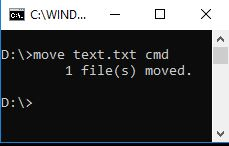 C:\WIND...
D:\>move text.txt cmd
        1 file(s) moved.
D:\>